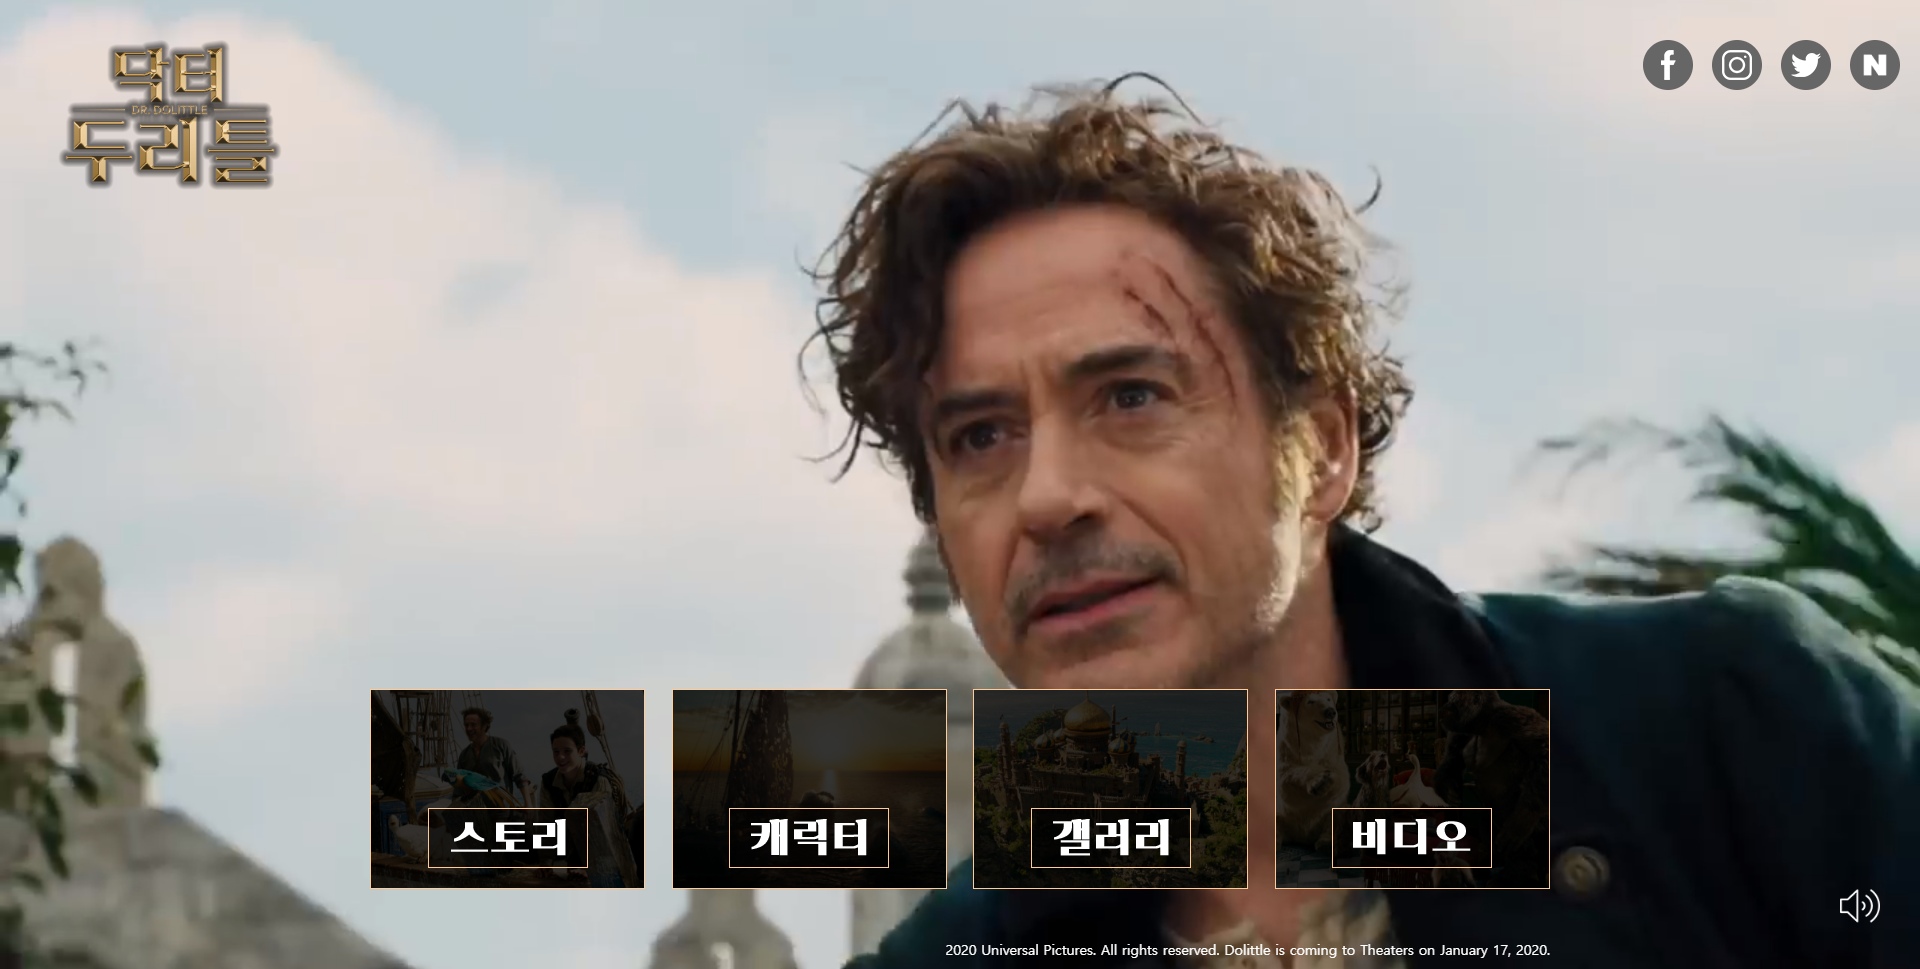 닥터
DR. DOLITTLE
두리틀
N
스토리
캐릭터
갤러리
비디오
2020 Universal Pictures. All rights reserved. Dolittle is coming to Theaters on January 17, 2020.